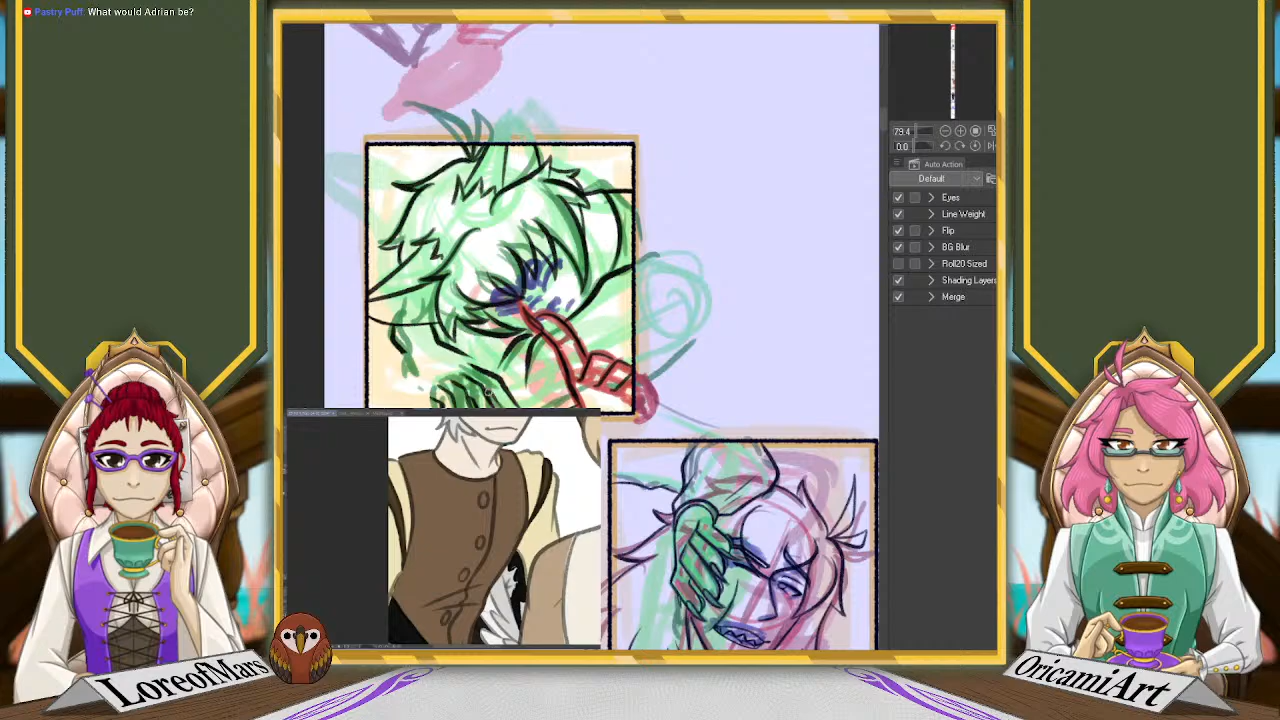 Pastry Puff: What would Adrian be?
79.4
0.0
Auto Action
Default
Eyes
Line Weight
Flip
BG Blur
Roll20 Sized
Shading Layers
Merge
LoreofMars
OricamiArt